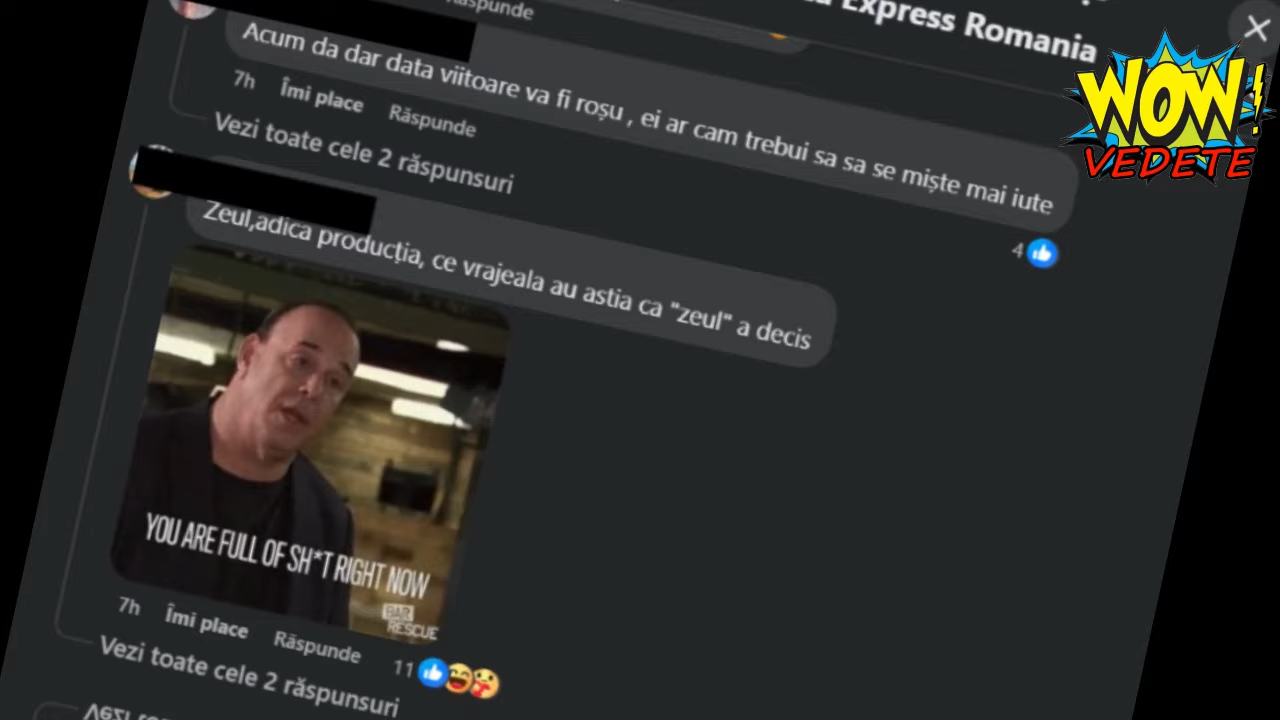 Express Romania
WOW!
VEDETE
Acum da dar data viitoare va fi roșu , ei ar cam trebui sa sa se miște mai iute
7h Îmi place Răspunde
4
Vezi toate cele 2 răspunsuri
Zeul,adica producția, ce vrajeala au astia ca "zeul" a decis
YOU ARE FULL OF SH*T RIGHT NOW
BAR
RESCUE
7h Îmi place Răspunde 11
Vezi toate cele 2 răspunsuri